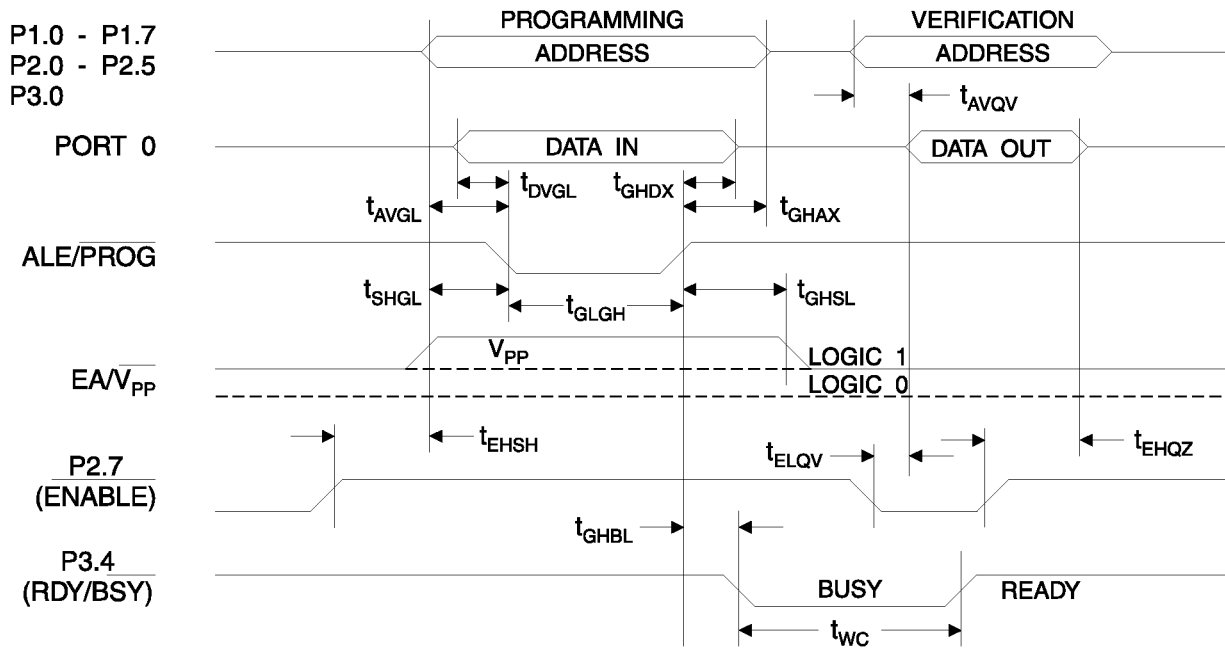 PROGRAMMING
VERIFICATION
P1.0 - P1.7
P2.0 - P2.5
P3.0
ADDRESS
ADDRESS
tAVQV
PORT 0
DATA IN
DATA OUT
tDVGL
tGHDX
tAVGL
tGHAX
ALE/PROG
tSHGL
tGLGH
tGHSL
VPP
LOGIC 1
EA/VPP
LOGIC 0
tEHSH
tELQV
tEHQZ
P2.7
(ENABLE)
tGHBL
P3.4
(RDY/BSY)
BUSY
READY
tWC